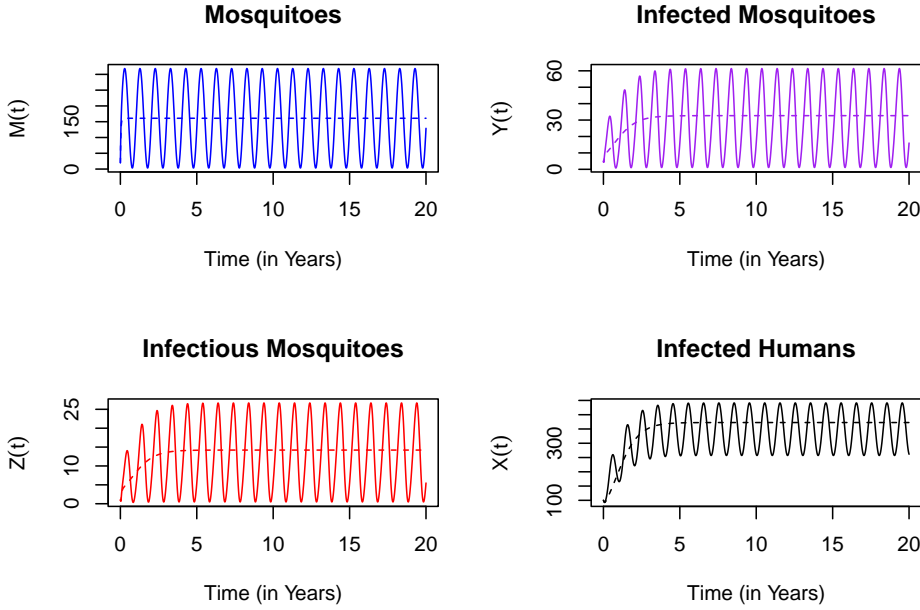 Mosquitoes
M(t)
150
0
0 5 10 15 20
Time (in Years)
Infected Mosquitoes
Y(t)
60
30
0
0 5 10 15 20
Time (in Years)
Infectious Mosquitoes
Z(t)
25
10
0
0 5 10 15 20
Time (in Years)
Infected Humans
X(t)
300
100
0 5 10 15 20
Time (in Years)